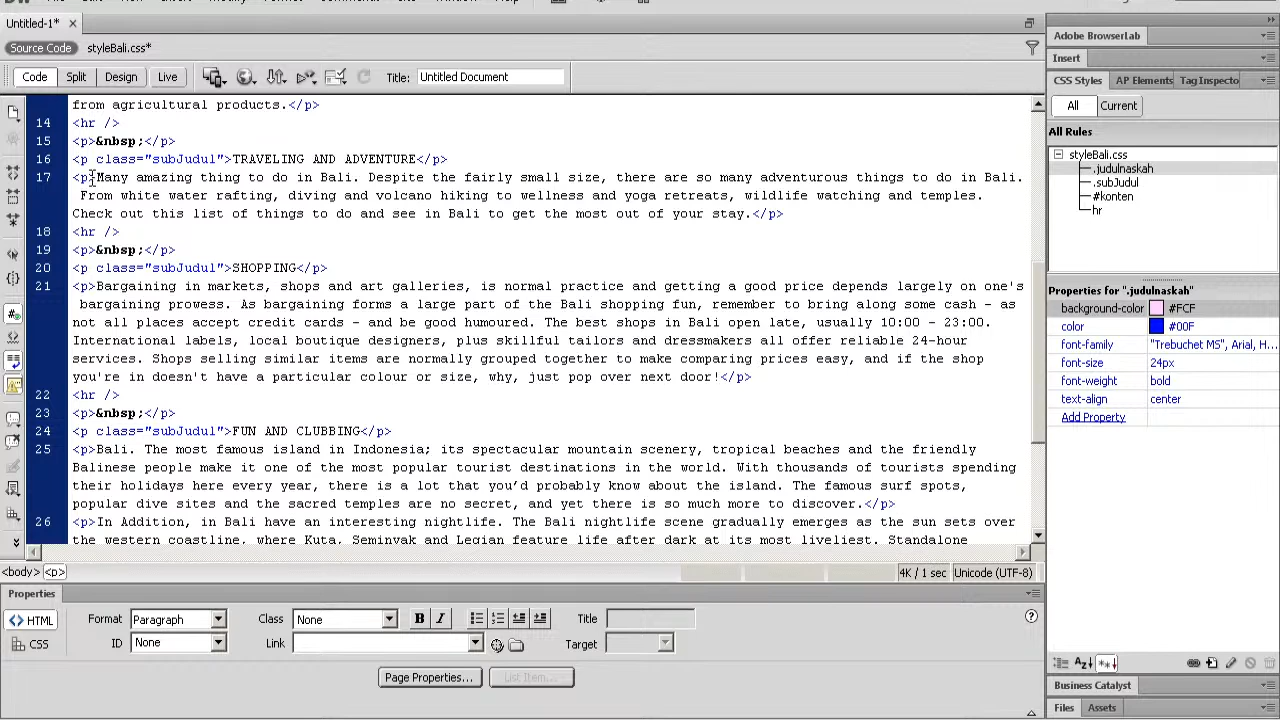 Untitled-1*
Source Code styleBali.css*
Code Split Design Live Title: Untitled Document
from agricultural products.</p>
14 <hr />
15 <p>&nbsp;</p>
16 <p class="subJudul">TRAVELING AND ADVENTURE</p>
17 <p>Many amazing thing to do in Bali. Despite the fairly small size, there are so many adventurous things to do in Bali.
From white water rafting, diving and volcano hiking to wellness and yoga retreats, wildlife watching and temples.
Check out this list of things to do and see in Bali to get the most out of your stay.</p>
18 <hr />
19 <p>&nbsp;</p>
20 <p class="subJudul">SHOPPING</p>
21 <p>Bargaining in markets, shops and art galleries, is normal practice and getting a good price depends largely on one's
bargaining prowess. As bargaining forms a large part of the Bali shopping fun, remember to bring along some cash – as
not all places accept credit cards – and be good humoured. The best shops in Bali open late, usually 10:00 - 23:00.
International labels, local boutique designers, plus skillful tailors and dressmakers all offer reliable 24-hour
services. Shops selling similar items are normally grouped together to make comparing prices easy, and if the shop
you're in doesn't have a particular colour or size, why, just pop over next door!</p>
22 <hr />
23 <p>&nbsp;</p>
24 <p class="subJudul">FUN AND CLUBBING</p>
25 <p>Bali. The most famous island in Indonesia; its spectacular mountain scenery, tropical beaches and the friendly
Balinese people make it one of the most popular tourist destinations in the world. With thousands of tourists spending
their holidays here every year, there is a lot that you'd probably know about the island. The famous surf spots,
popular dive sites and the sacred temples are no secret, and yet there is so much more to discover.</p>
26 <p>In Addition, in Bali have an interesting nightlife. The Bali nightlife scene gradually emerges as the sun sets over
the western coastline, where Kuta, Seminyak and Legian feature life after dark at its most liveliest. Standalone
<body> <p> 4K / 1 sec Unicode (UTF-8)
Properties
<> HTML Format Paragraph Class None B I Title
CSS ID None Link Target
Page Properties... List Item...
Adobe BrowserLab
Insert
CSS Styles AP Elements Tag Inspecto
All Current
All Rules
styleBali.css
.judulnaskah
.subJudul
#konten
hr
Properties for ".judulnaskah"
background-color #FCF
color #00F
font-family "Trebuchet MS", Arial, H...
font-size 24px
font-weight bold
text-align center
Add Property
Business Catalyst
Files Assets